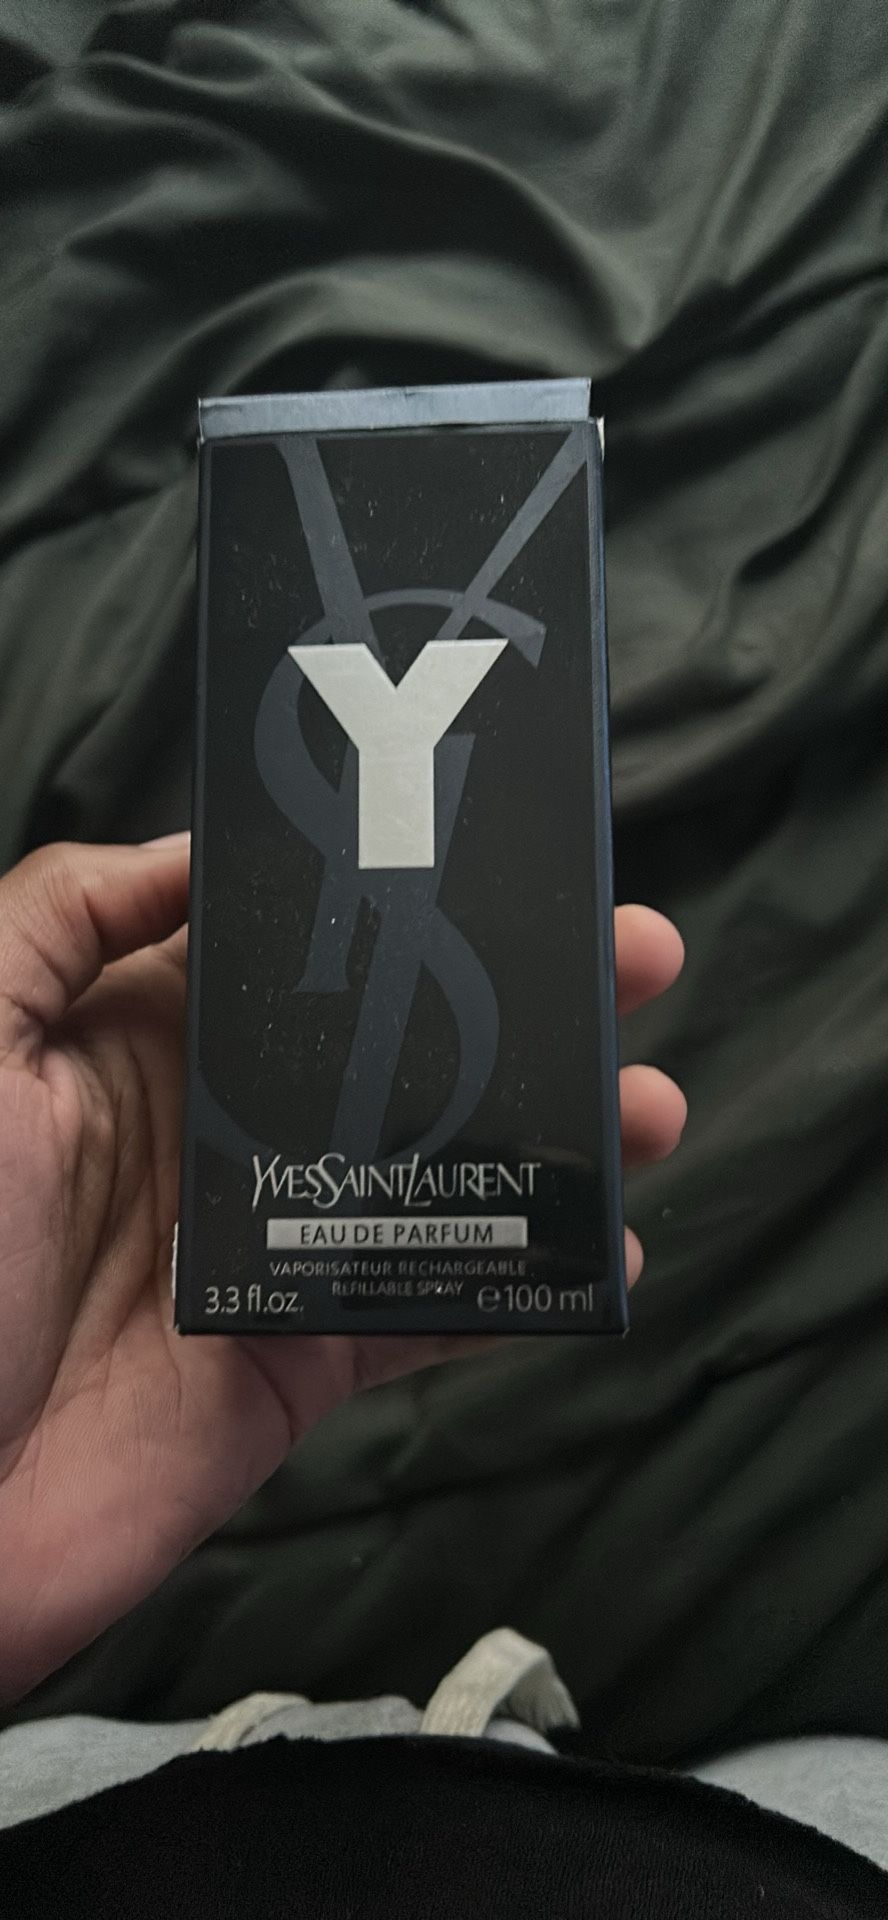 Y
YVESSAINTLAURENT
EAU DE PARFUM
VAPORISATEUR RECHARGEABLE
REFILLABLE SPRAY
3.3 fl.oz. ℮100 ml